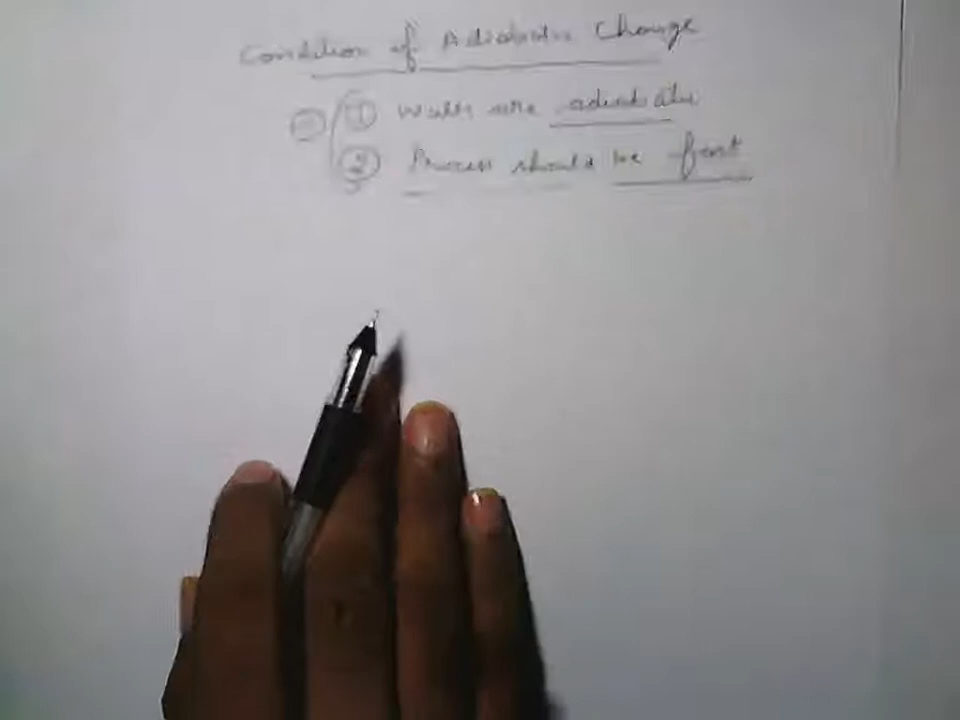 Condition of Adiabatic Change
① Walls are adiabatic
② Process should be fast